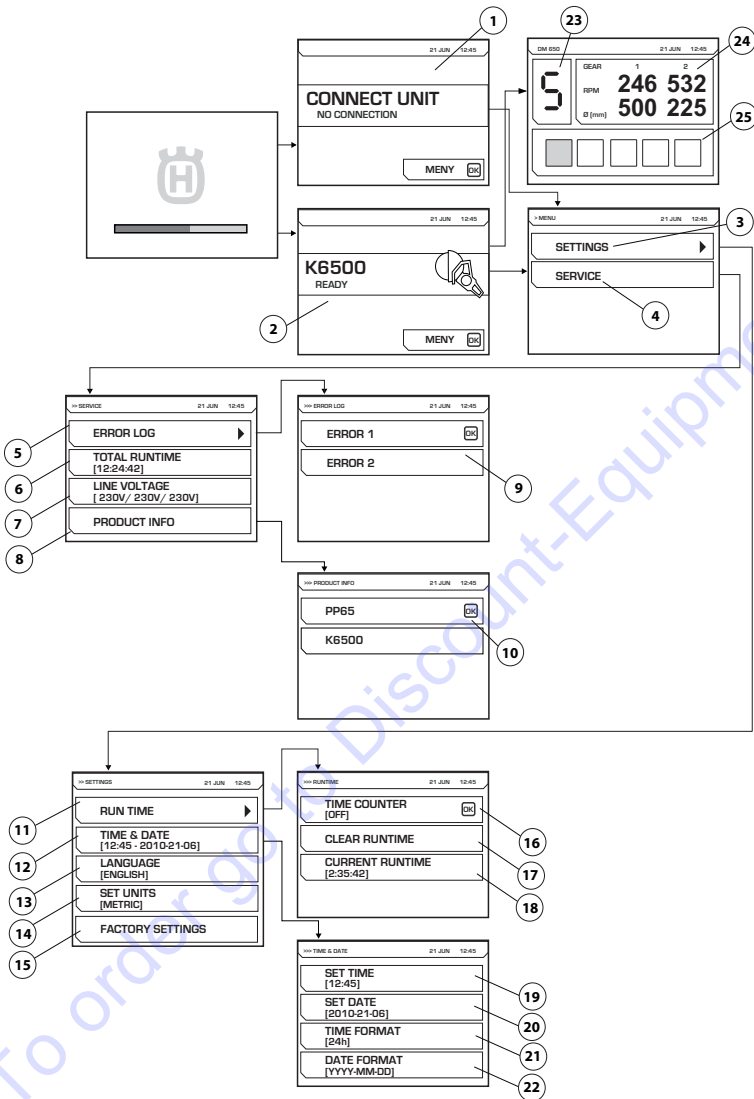 1
21 JUN 12:45
CONNECT UNIT
NO CONNECTION
MENY OK
H
2
21 JUN 12:45
K6500
READY
MENY OK
23
24
25
DM 650 21 JUN 12:45
5
GEAR 1 2
RPM 246 532
Ø [mm] 500 225
> MENU 21 JUN 12:45
SETTINGS
SERVICE
3
4
>> SERVICE 21 JUN 12:45
ERROR LOG
TOTAL RUNTIME
[12:24:42]
LINE VOLTAGE
[ 230V/ 230V/ 230V]
PRODUCT INFO
5
6
7
8
>>> ERROR LOG 21 JUN 12:45
ERROR 1 OK
ERROR 2
9
>>> PRODUCT INFO 21 JUN 12:45
PP65 OK
K6500
10
>> SETTINGS 21 JUN 12:45
RUN TIME
TIME & DATE
[12:45 - 2010-21-06]
LANGUAGE
[ENGLISH]
SET UNITS
[METRIC]
FACTORY SETTINGS
11
12
13
14
15
>>> RUNTIME 21 JUN 12:45
TIME COUNTER OK
[OFF]
CLEAR RUNTIME
CURRENT RUNTIME
[2:35:42]
16
17
18
>>> TIME & DATE 21 JUN 12:45
SET TIME
[12:45]
SET DATE
[2010-21-06]
TIME FORMAT
[24h]
DATE FORMAT
[YYYY-MM-DD]
19
20
21
22
To order go to Discount-Equipme